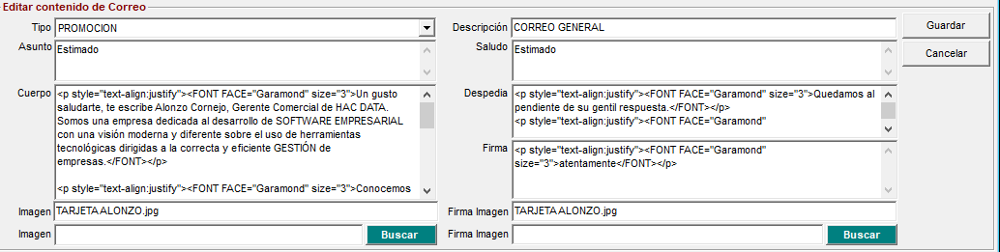 Editar contenido de Correo
Tipo PROMOCION
Descripción CORREO GENERAL
Guardar
Asunto Estimado
Saludo Estimado
Cancelar
Cuerpo <p style="text-align:justify"><FONT FACE="Garamond" size="3">Un gusto
saludarte, te escribe Alonzo Cornejo, Gerente Comercial de HAC DATA.
Somos una empresa dedicada al desarrollo de SOFTWARE EMPRESARIAL
con una visión moderna y diferente sobre el uso de herramientas
tecnológicas dirigidas a la correcta y eficiente GESTIÓN de
empresas.</FONT></p>
<p style="text-align:justify"><FONT FACE="Garamond" size="3">Conocemos
Despedia <p style="text-align:justify"><FONT FACE="Garamond" size="3">Quedamos al
pendiente de su gentil respuesta.</FONT></p>
<p style="text-align:justify"><FONT FACE="Garamond"
Firma <p style="text-align:justify"><FONT FACE="Garamond"
size="3">atentamente</FONT></p>
Imagen TARJETA ALONZO.jpg
Firma Imagen TARJETA ALONZO.jpg
Imagen Buscar
Firma Imagen Buscar